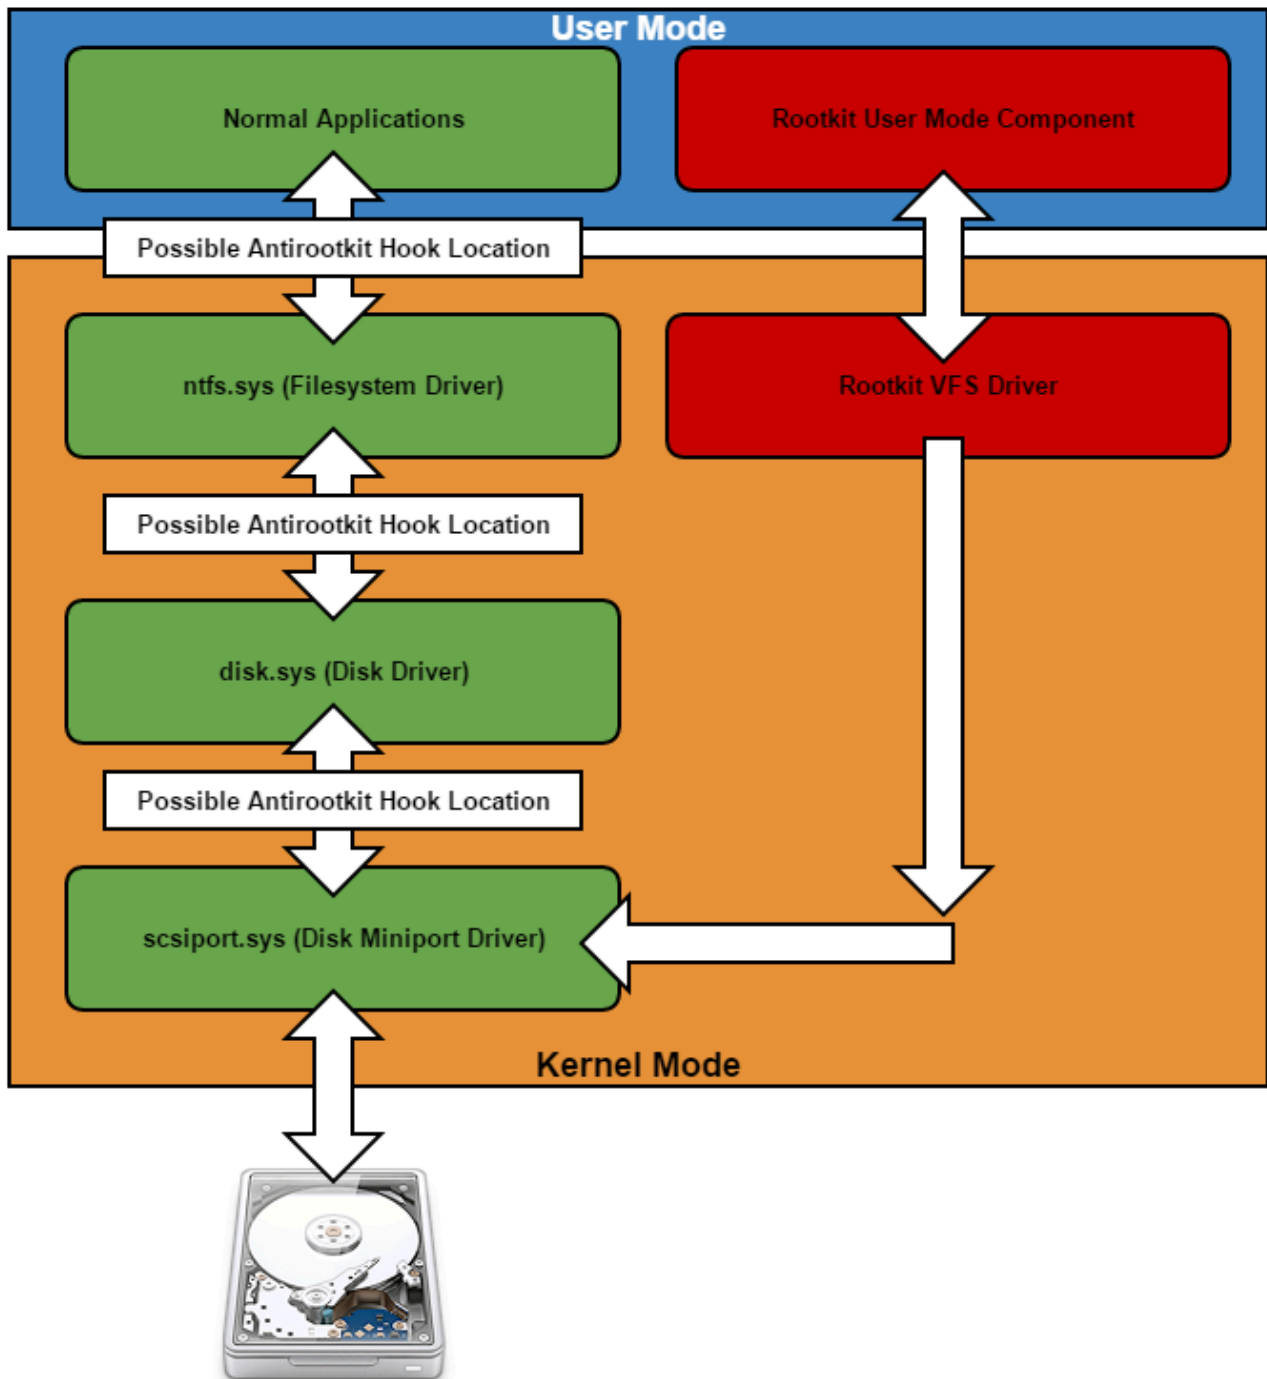 User Mode
Normal Applications
Rootkit User Mode Component
Possible Antirootkit Hook Location
ntfs.sys (Filesystem Driver)
Rootkit VFS Driver
Possible Antirootkit Hook Location
disk.sys (Disk Driver)
Possible Antirootkit Hook Location
scsiport.sys (Disk Miniport Driver)
Kernel Mode